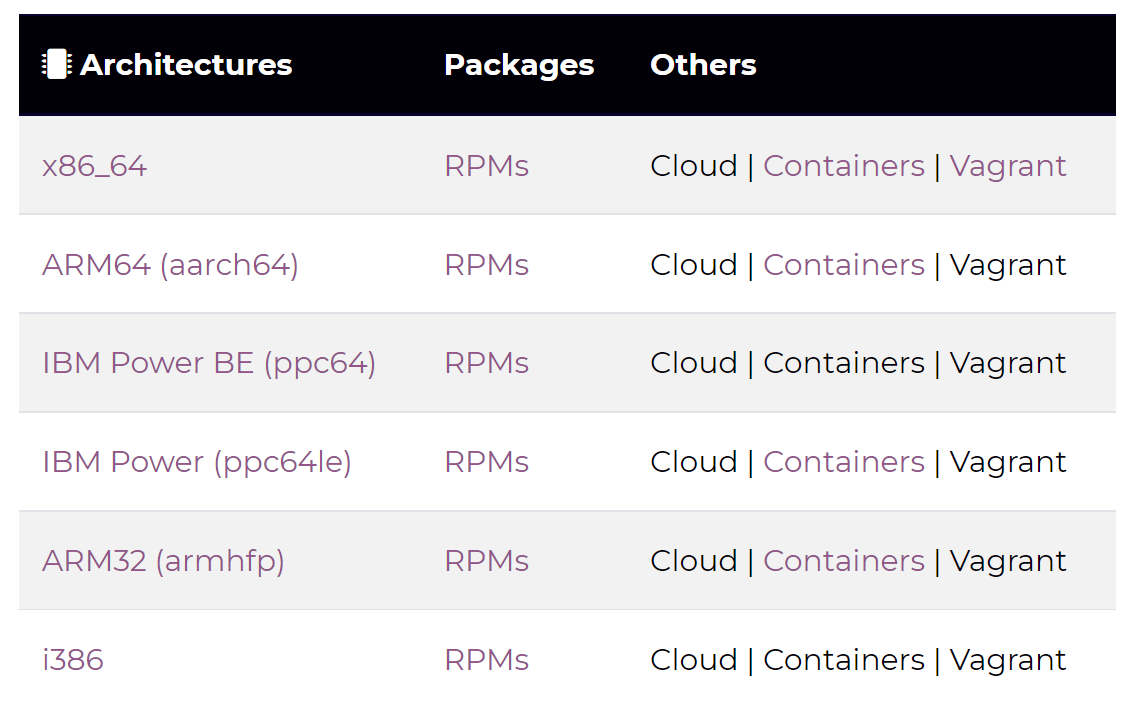 Architectures Packages Others
x86_64 RPMs Cloud | Containers | Vagrant
ARM64 (aarch64) RPMs Cloud | Containers | Vagrant
IBM Power BE (ppc64) RPMs Cloud | Containers | Vagrant
IBM Power (ppc64le) RPMs Cloud | Containers | Vagrant
ARM32 (armhfp) RPMs Cloud | Containers | Vagrant
i386 RPMs Cloud | Containers | Vagrant